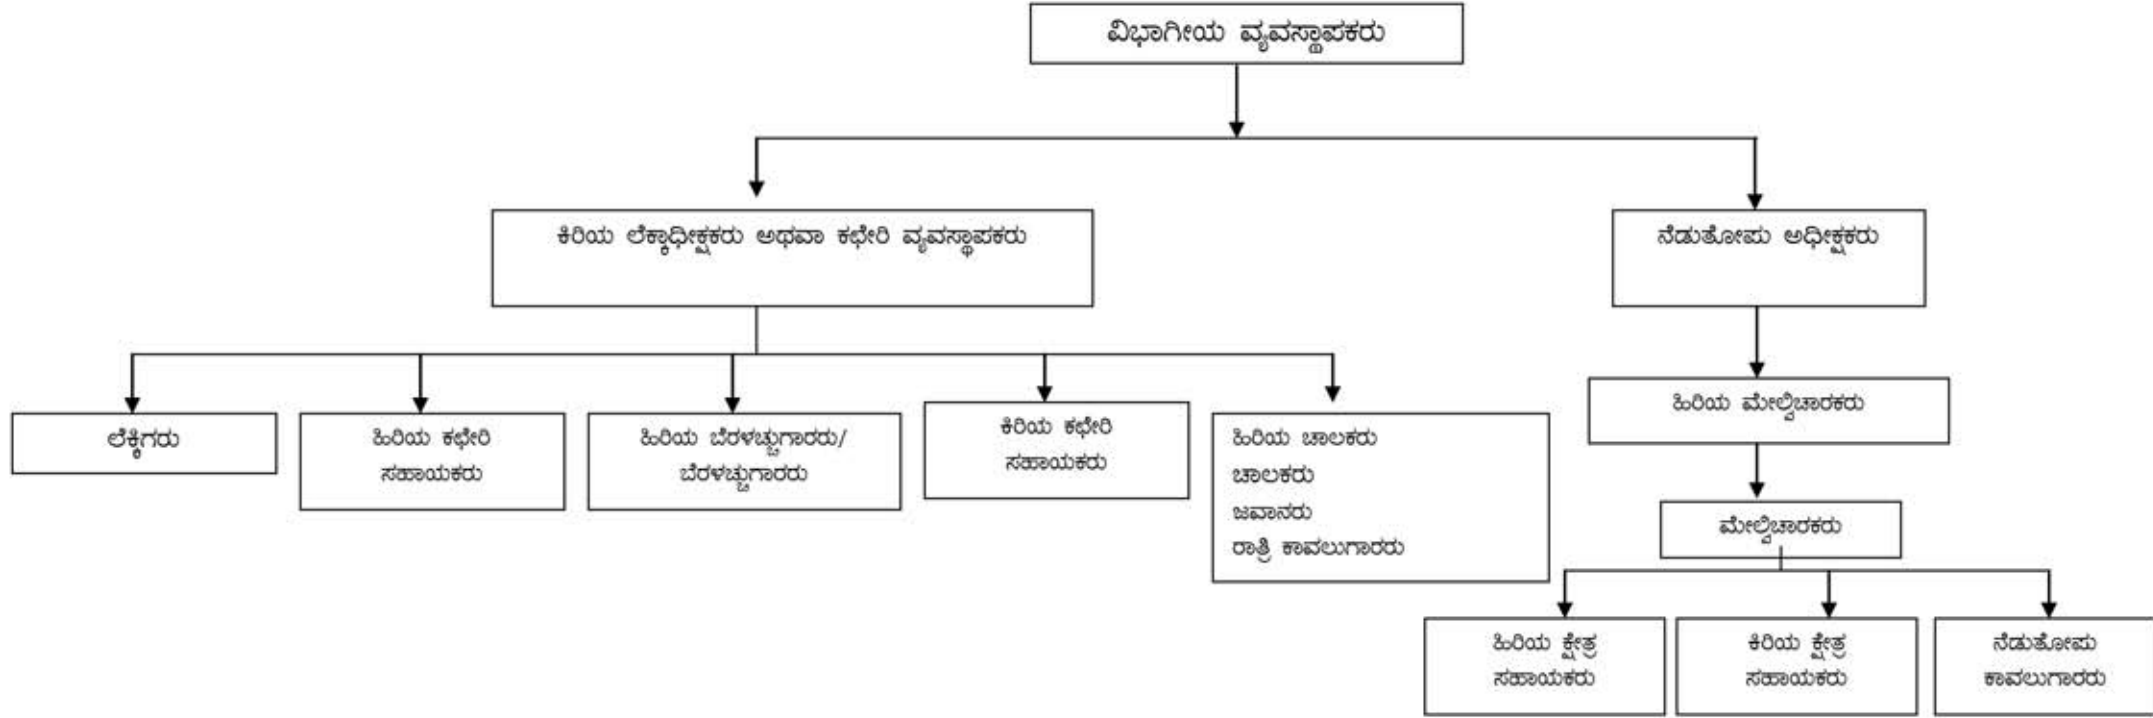 ವಿಭಾಗೀಯ ವ್ಯವಸ್ಥಾಪಕರು
ಕಿರಿಯ ಲೆಕ್ಕಾಧೀಕ್ಷಕರು ಅಥವಾ ಕಛೇರಿ ವ್ಯವಸ್ಥಾಪಕರು
ನೆಡುತೋಪು ಅಧೀಕ್ಷಕರು
ಹಿರಿಯ ಮೇಲ್ವಿಚಾರಕರು
ಲೆಕ್ಕಿಗರು
ಹಿರಿಯ ಕಛೇರಿ
ಸಹಾಯಕರು
ಹಿರಿಯ ಬೆರಳಚ್ಚುಗಾರರು/
ಬೆರಳಚ್ಚುಗಾರರು
ಕಿರಿಯ ಕಛೇರಿ
ಸಹಾಯಕರು
ಹಿರಿಯ ಚಾಲಕರು
ಚಾಲಕರು
ಜವಾನರು
ರಾತ್ರಿ ಕಾವಲುಗಾರರು
ಮೇಲ್ವಿಚಾರಕರು
ಹಿರಿಯ ಕ್ಷೇತ್ರ
ಸಹಾಯಕರು
ಕಿರಿಯ ಕ್ಷೇತ್ರ
ಸಹಾಯಕರು
ನೆಡುತೋಪು
ಕಾವಲುಗಾರರು